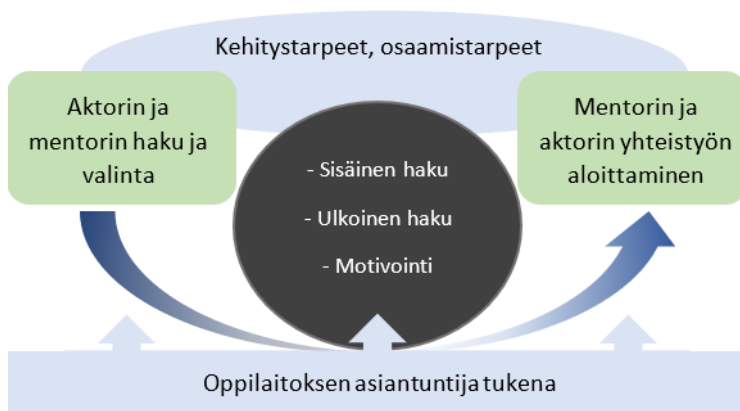 Kehitystarpeet, osaamistarpeet
Aktorin ja
mentorin haku ja
valinta
- Sisäinen haku
- Ulkoinen haku
- Motivointi
Mentorin ja
aktorin yhteistyön
aloittaminen
Oppilaitoksen asiantuntija tukena